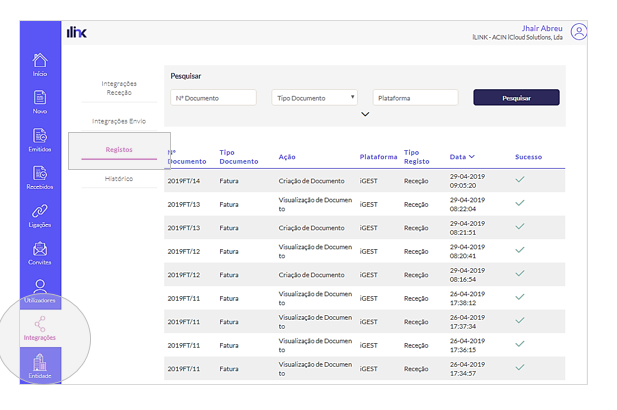 ilink
Jhair Abreu
iLINK - ACIN iCloud Solutions, Lda
Início
Novo
Emitidos
Recebidos
Ligações
Convites
Utilizadores
Integrações
Entidade
Integrações
Receção
Integrações Envio
Registos
Histórico
Pesquisar
Nº Documento
Tipo Documento
Plataforma
Pesquisar
Nº Documento Tipo Documento Ação Plataforma Tipo Registo Data Sucesso
2019FT/14 Fatura Criação de Documento iGEST Receção 29-04-2019 09:05:20
2019FT/13 Fatura Visualização de Documento iGEST Receção 29-04-2019 08:22:04
2019FT/13 Fatura Criação de Documento iGEST Receção 29-04-2019 08:21:51
2019FT/12 Fatura Visualização de Documento iGEST Receção 29-04-2019 08:20:41
2019FT/12 Fatura Criação de Documento iGEST Receção 29-04-2019 08:16:54
2019FT/11 Fatura Visualização de Documento iGEST Receção 26-04-2019 17:38:12
2019FT/11 Fatura Visualização de Documento iGEST Receção 26-04-2019 17:37:34
2019FT/11 Fatura Visualização de Documento iGEST Receção 26-04-2019 17:36:15
2019FT/11 Fatura Visualização de Documento iGEST Receção 26-04-2019 17:34:57